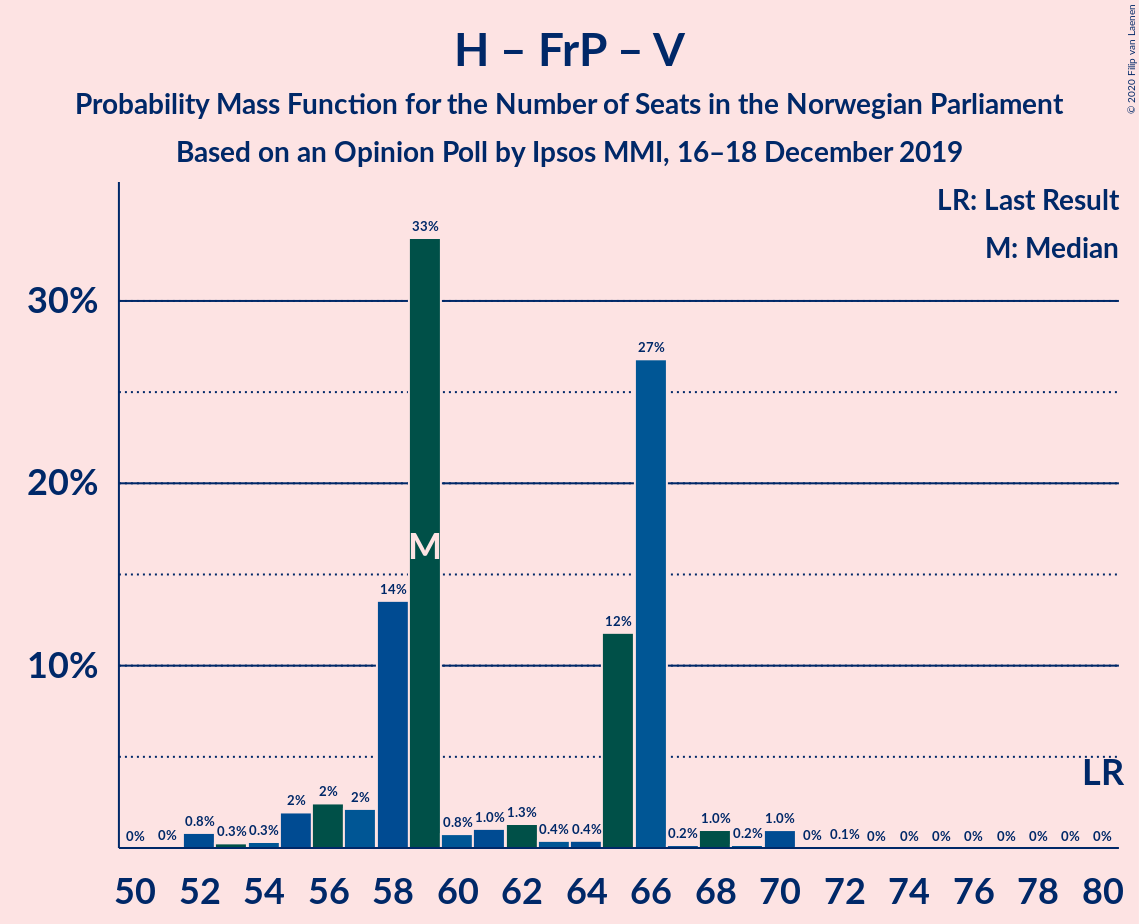 H – FrP – V
Probability Mass Function for the Number of Seats in the Norwegian Parliament
Based on an Opinion Poll by Ipsos MMI, 16–18 December 2019
© 2020 Filip van Laenen
LR: Last Result
M: Median
30%
20%
10%
0% 0% 0.8% 0.3% 0.3% 2% 2% 2% 14% 33% 0.8% 1.0% 1.3% 0.4% 0.4% 12% 27% 0.2% 1.0% 0.2% 1.0% 0% 0.1% 0% 0% 0% 0% 0% 0% 0% 0%
M
LR
50 52 54 56 58 60 62 64 66 68 70 72 74 76 78 80